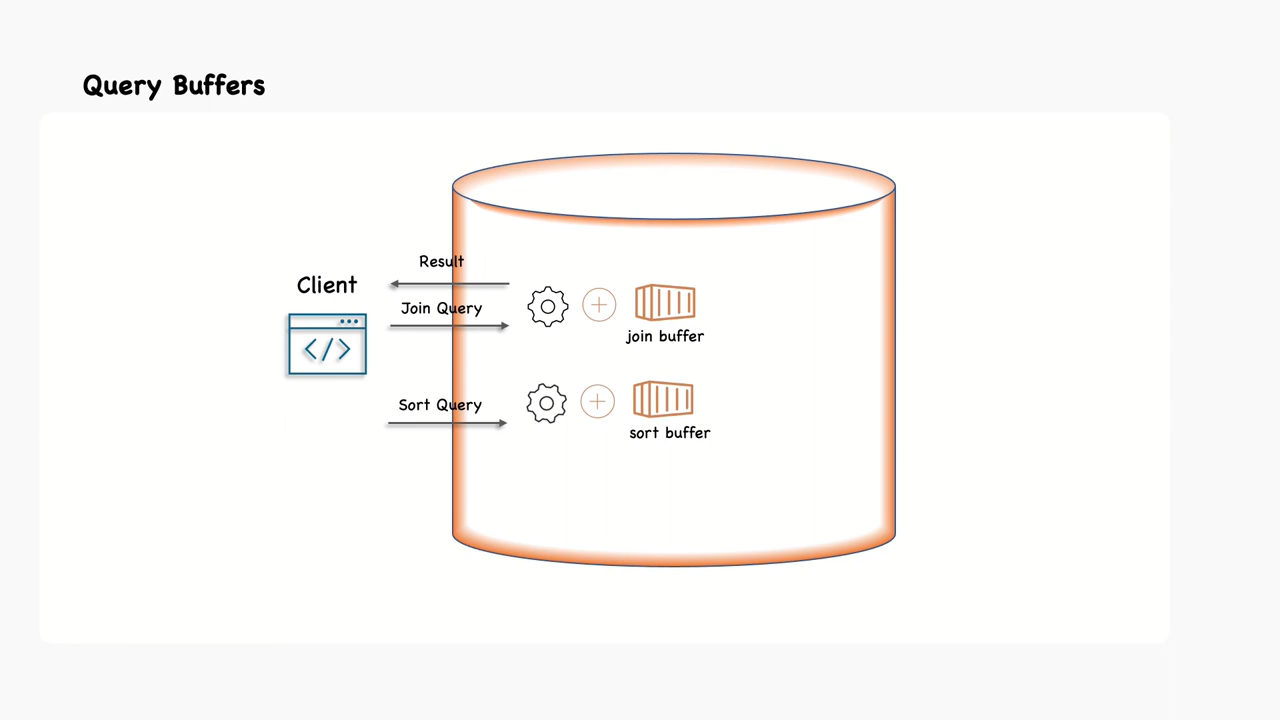 Query Buffers
Result
Client
Join Query
join buffer
Sort Query
sort buffer